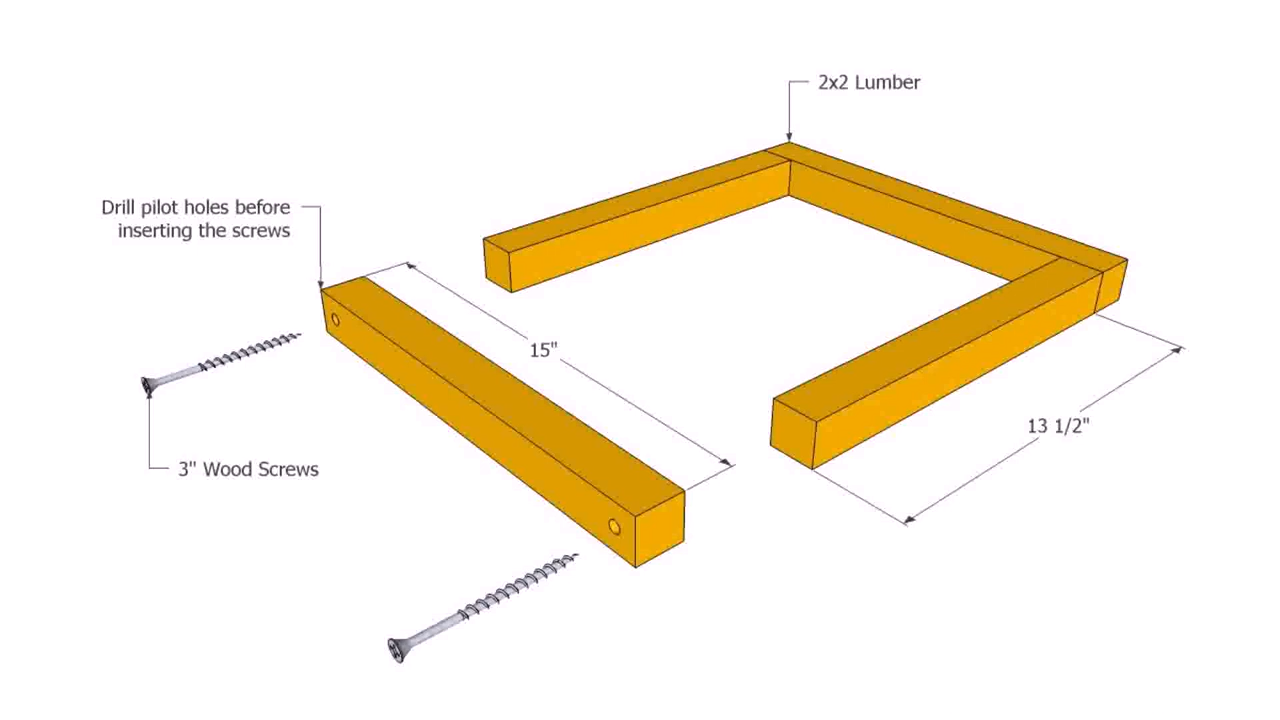 2x2 Lumber
Drill pilot holes before
inserting the screws
15"
13 1/2"
3" Wood Screws